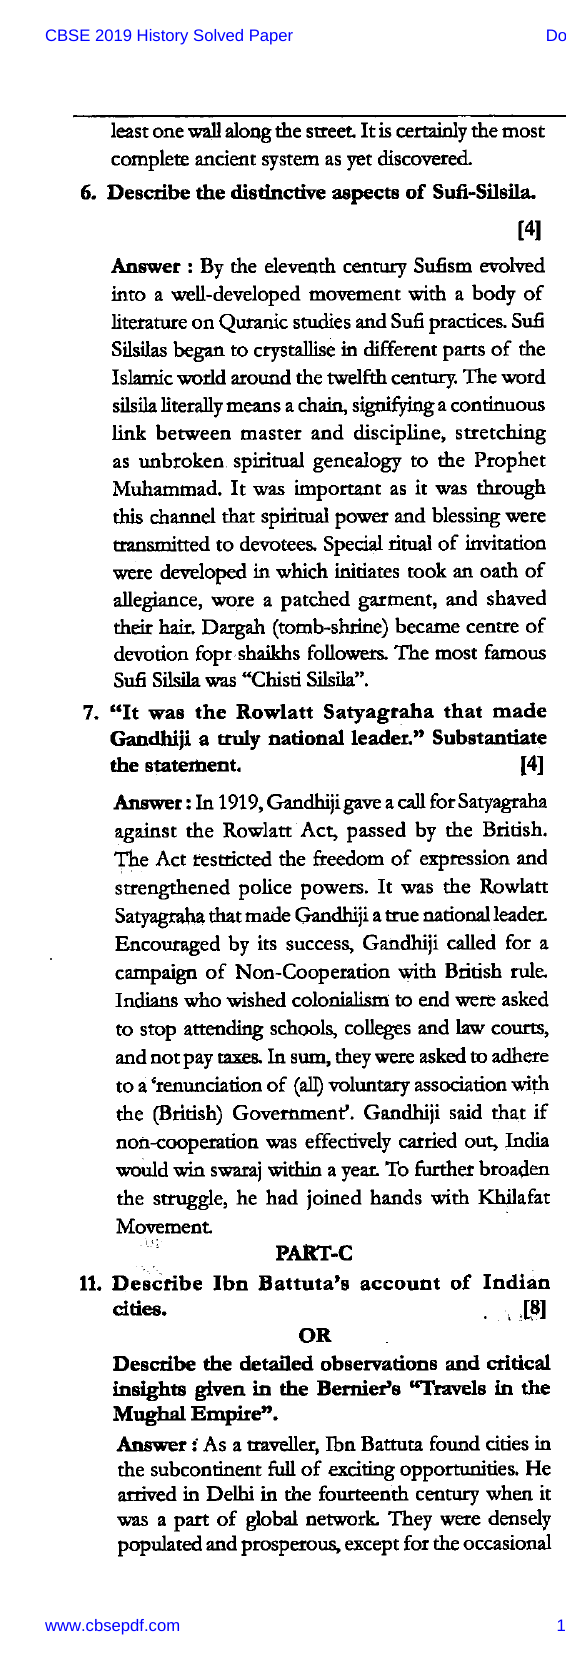 CBSE 2019 History Solved Paper Do
least one wall along the street. It is certainly the most
complete ancient system as yet discovered.
6. Describe the distinctive aspects of Sufi-Silsila.
[4]
Answer : By the eleventh century Sufism evolved
into a well-developed movement with a body of
literature on Quranic studies and Sufi practices. Sufi
Silsilas began to crystallise in different parts of the
Islamic world around the twelfth century. The word
silsila literally means a chain, signifying a continuous
link between master and discipline, stretching
as unbroken spiritual genealogy to the Prophet
Muhammad. It was important as it was through
this channel that spiritual power and blessing were
transmitted to devotees. Special ritual of invitation
were developed in which initiates took an oath of
allegiance, wore a patched garment, and shaved
their hair. Dargah (tomb-shrine) became centre of
devotion fopr shaikhs followers. The most famous
Sufi Silsila was “Chisti Silsila”.
7. “It was the Rowlatt Satyagraha that made
Gandhiji a truly national leader.” Substantiate
the statement. [4]
Answer : In 1919, Gandhiji gave a call for Satyagraha
against the Rowlatt Act, passed by the British.
The Act restricted the freedom of expression and
strengthened police powers. It was the Rowlatt
Satyagraha that made Gandhiji a true national leader.
Encouraged by its success, Gandhiji called for a
campaign of Non-Cooperation with British rule.
Indians who wished colonialism to end were asked
to stop attending schools, colleges and law courts,
and not pay taxes. In sum, they were asked to adhere
to a ‘renunciation of (all) voluntary association with
the (British) Government’. Gandhiji said that if
non-cooperation was effectively carried out, India
would win swaraj within a year. To further broaden
the struggle, he had joined hands with Khilafat
Movement.
PART-C
11. Describe Ibn Battuta’s account of Indian
cities. [8]
OR
Describe the detailed observations and critical
insights given in the Bernier’s “Travels in the
Mughal Empire”.
Answer : As a traveller, Ibn Battuta found cities in
the subcontinent full of exciting opportunities. He
arrived in Delhi in the fourteenth century when it
was a part of global network. They were densely
populated and prosperous, except for the occasional
www.cbsepdf.com 1